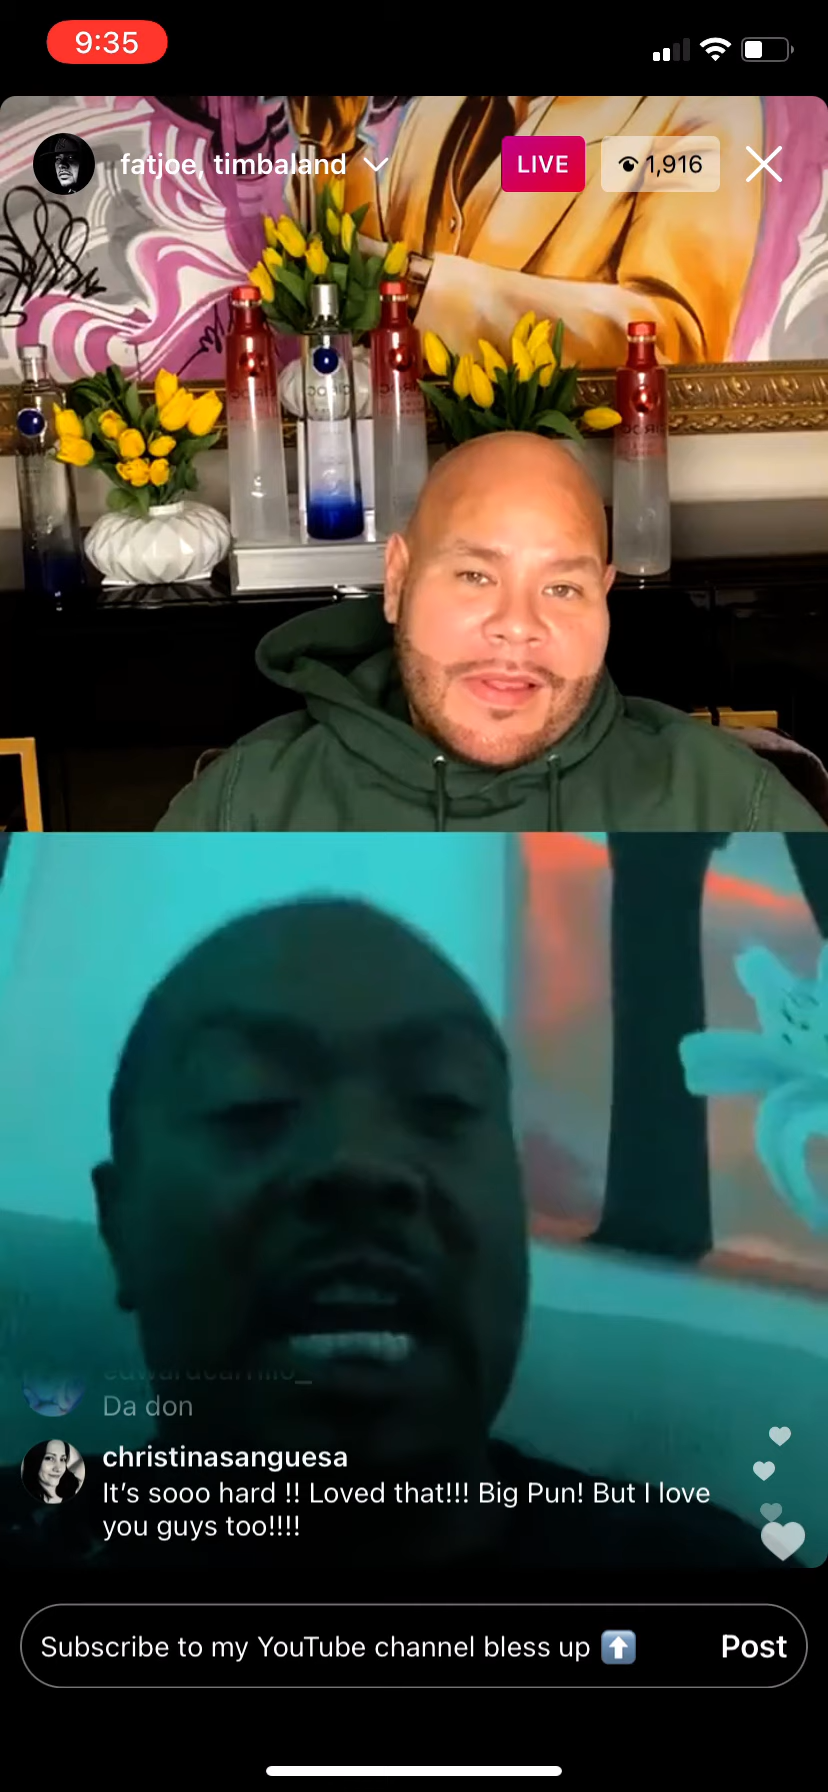 9:35
fatjoe, timbaland
LIVE
1,916
Da don
christinasanguesa
It's sooo hard !! Loved that!!! Big Pun! But I love
you guys too!!!!
Subscribe to my YouTube channel bless up ⬆️
Post